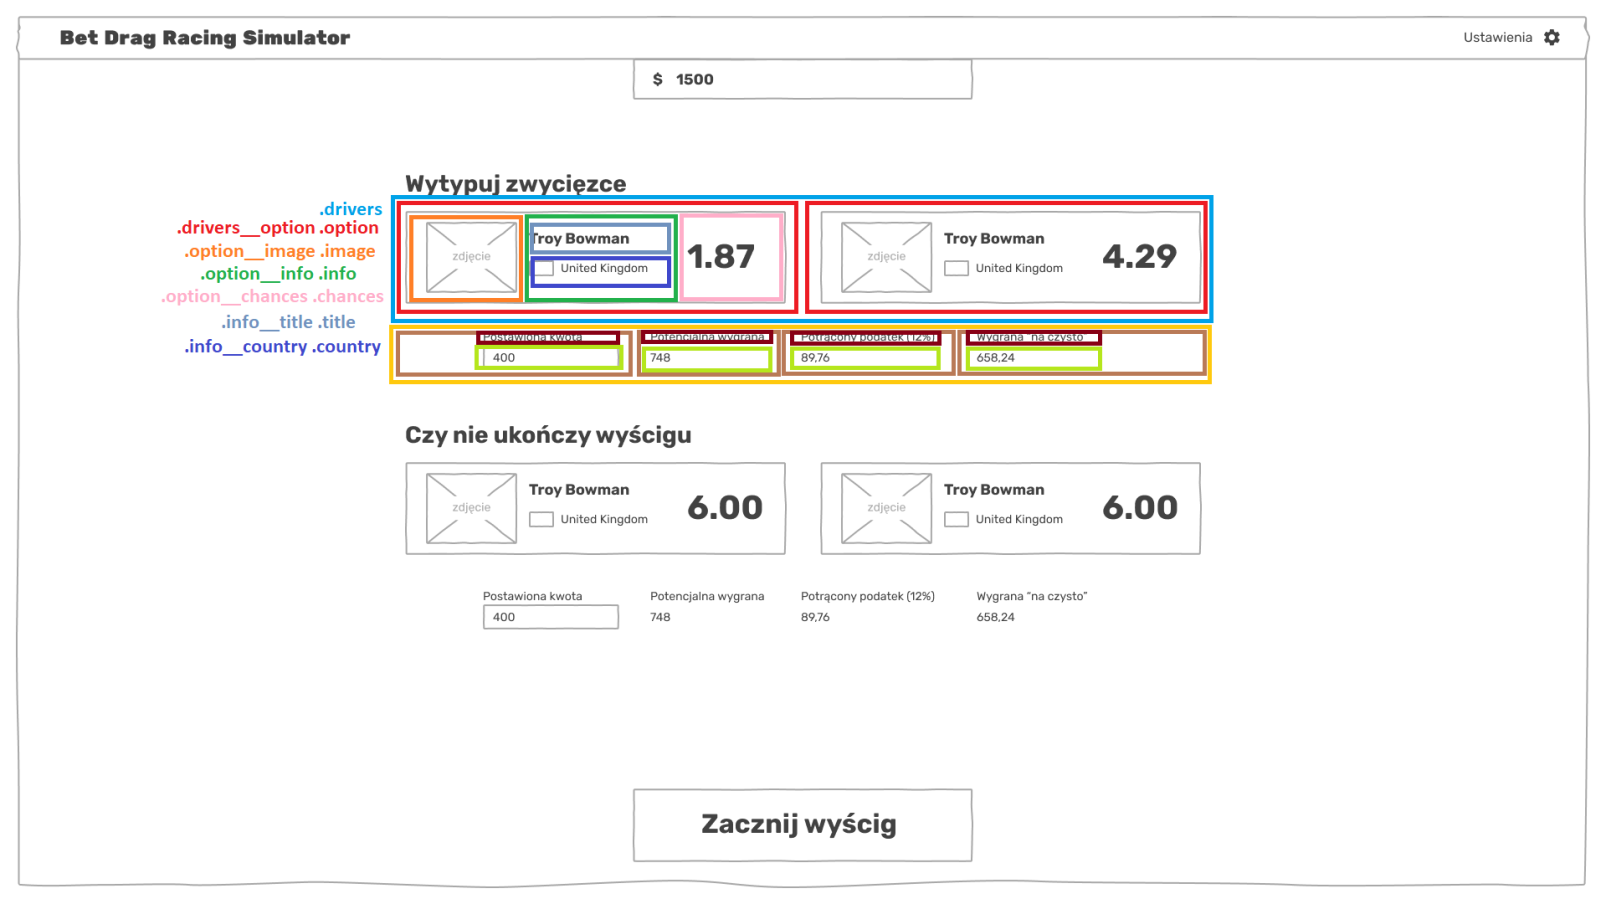 Bet Drag Racing Simulator
Ustawienia
$ 1500
Wytypuj zwycięzce
.drivers
.drivers__option .option
.option__image .image
.option__info .info
.option__chances .chances
.info__title .title
.info__country .country
zdjęcie
Troy Bowman
United Kingdom
1.87
zdjęcie
Troy Bowman
United Kingdom
4.29
Postawiona kwota
400
Potencjalna wygrana
748
Potrącony podatek (12%)
89,76
Wygrana "na czysto"
658,24
Czy nie ukończy wyścigu
zdjęcie
Troy Bowman
United Kingdom
6.00
zdjęcie
Troy Bowman
United Kingdom
6.00
Postawiona kwota
400
Potencjalna wygrana
748
Potrącony podatek (12%)
89,76
Wygrana "na czysto"
658,24
Zacznij wyścig